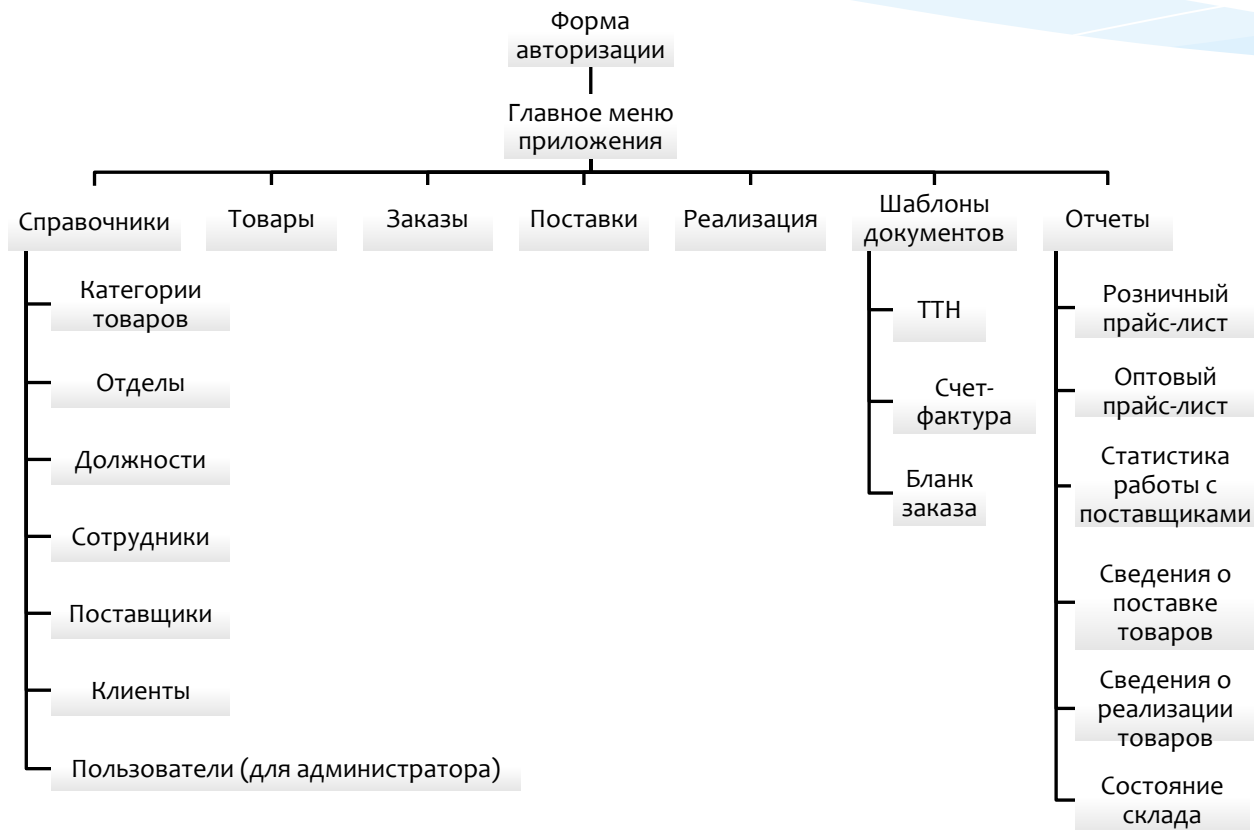 Форма
авторизации
Главное меню
приложения
Справочники
Товары
Заказы
Поставки
Реализация
Шаблоны
документов
Отчеты
Категории
товаров
Отделы
Должности
Сотрудники
Поставщики
Клиенты
Пользователи (для администратора)
ТТН
Счет-
фактура
Бланк
заказа
Розничный
прайс-лист
Оптовый
прайс-лист
Статистика
работы с
поставщиками
Сведения о
поставке
товаров
Сведения о
реализации
товаров
Состояние
склада